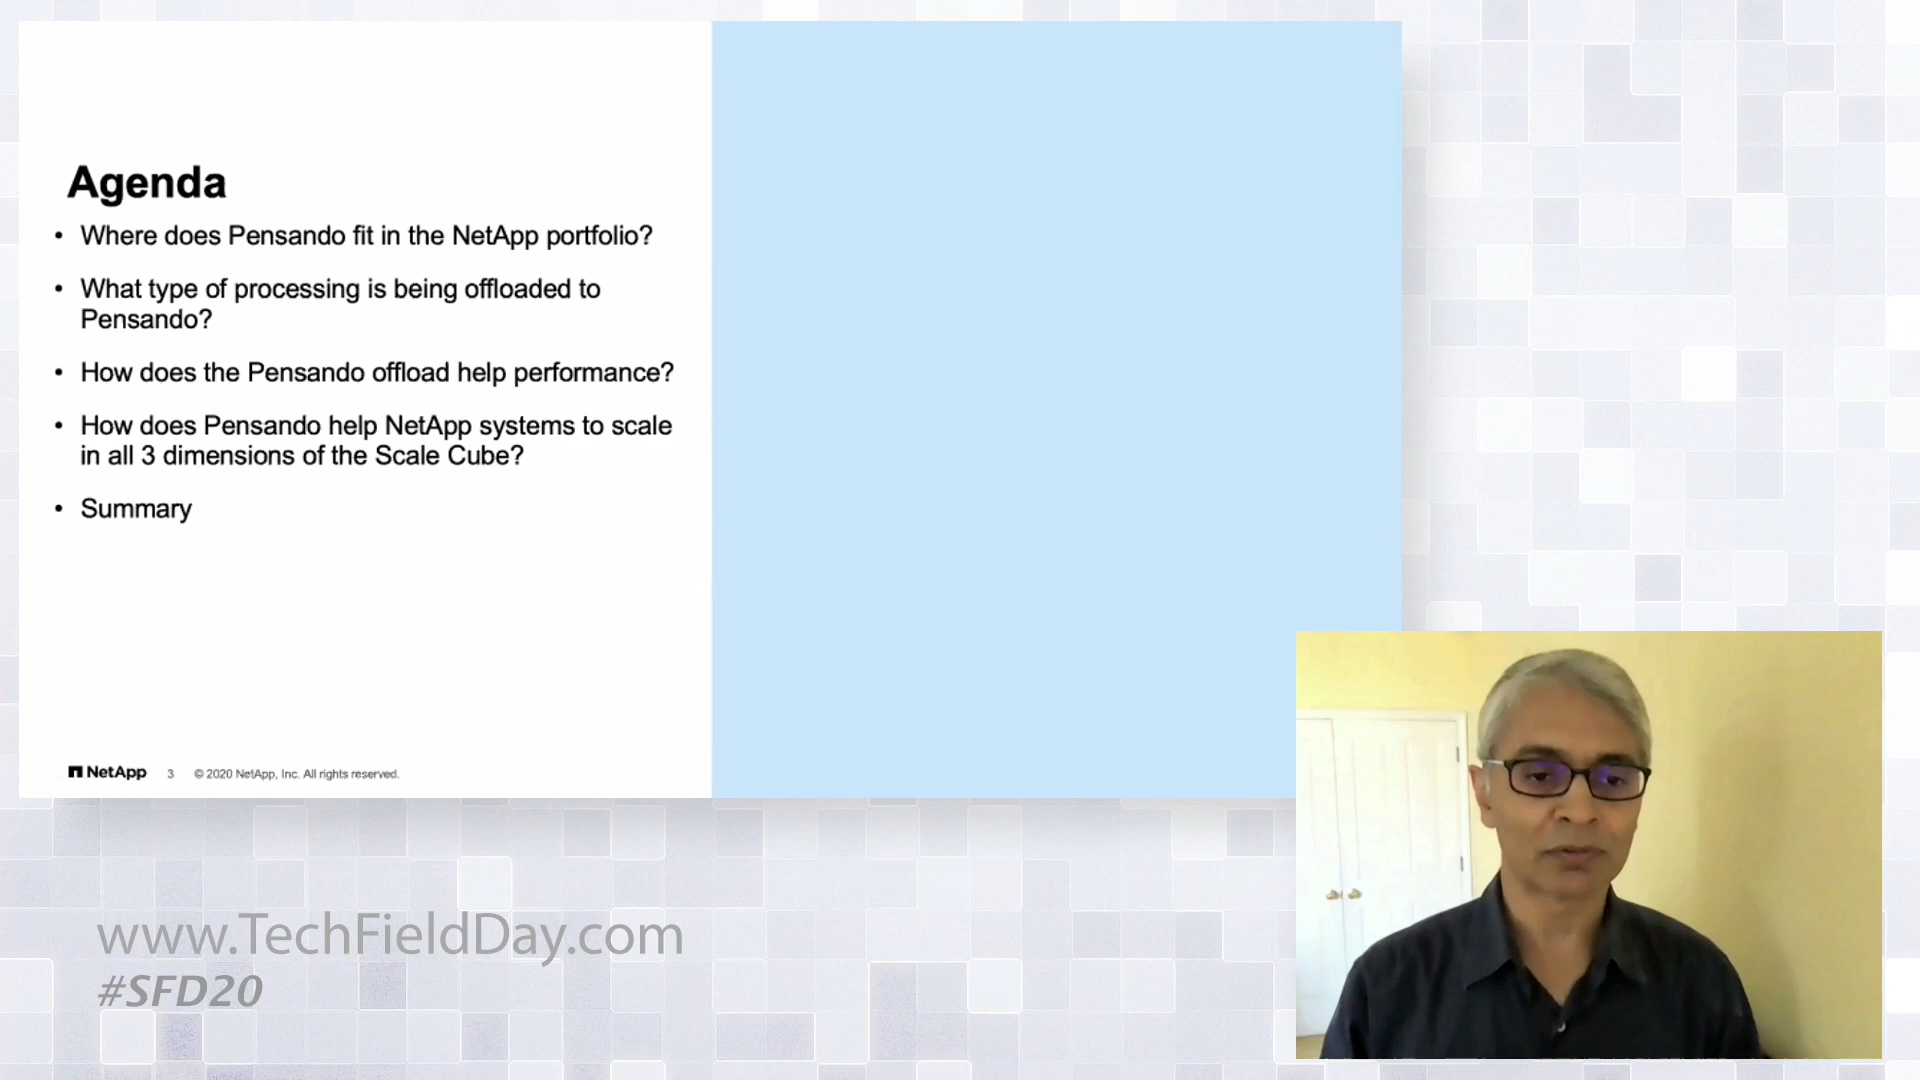 Agenda
• Where does Pensando fit in the NetApp portfolio?
• What type of processing is being offloaded to
Pensando?
• How does the Pensando offload help performance?
• How does Pensando help NetApp systems to scale
in all 3 dimensions of the Scale Cube?
• Summary
NetApp 3 © 2020 NetApp, Inc. All rights reserved.
www.TechFieldDay.com
#SFD20